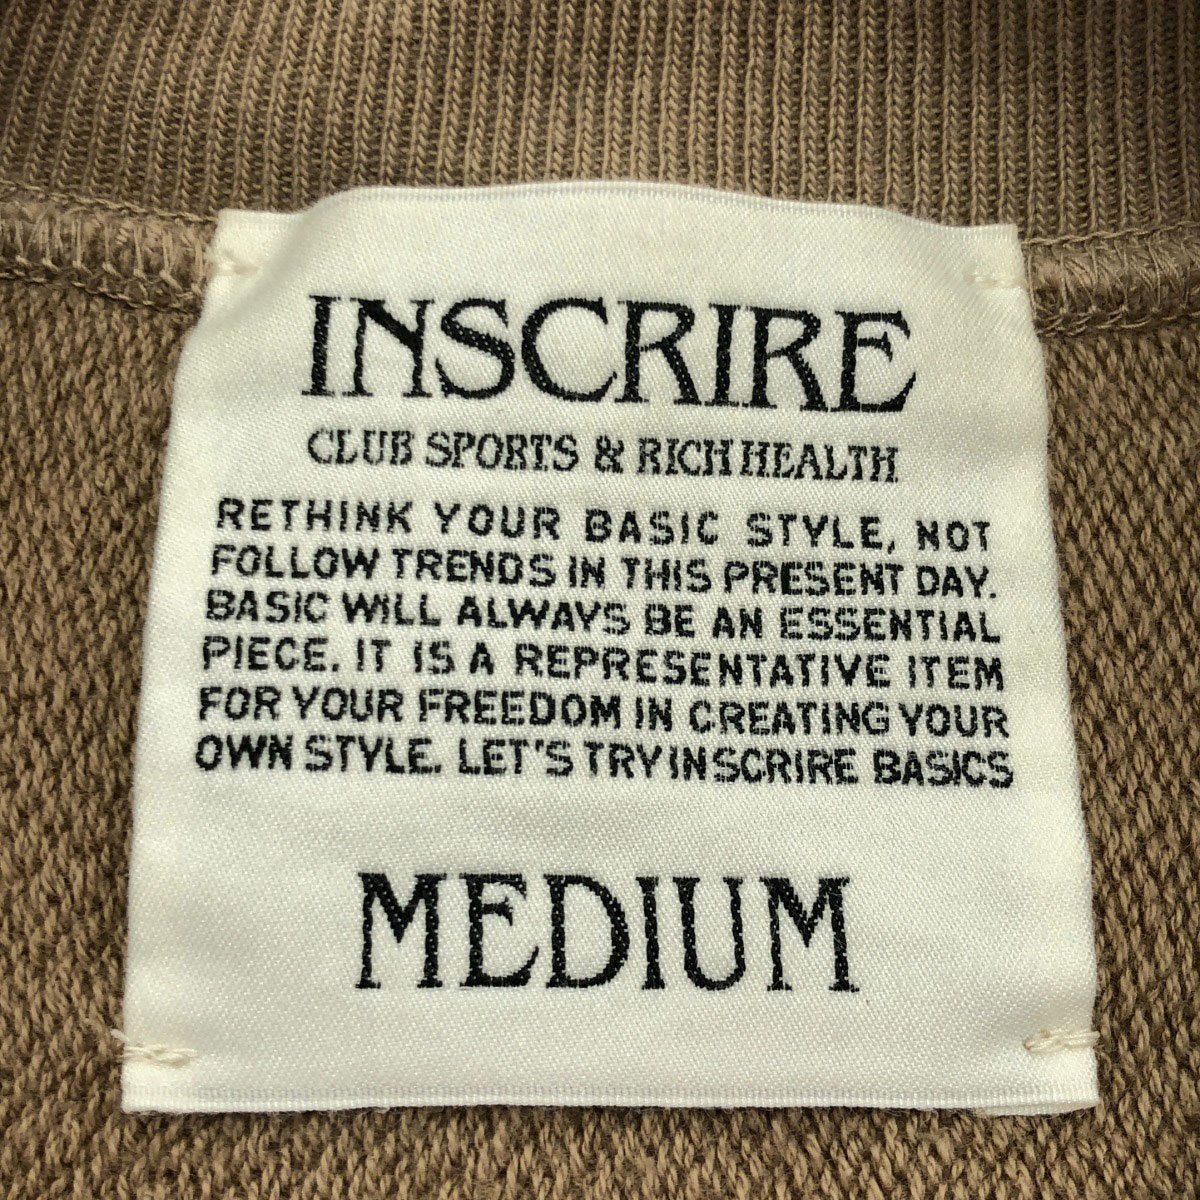 INSCRIRE
CLUB SPORTS & RICH HEALTH
RETHINK YOUR BASIC STYLE, NOT
FOLLOW TRENDS IN THIS PRESENT DAY.
BASIC WILL ALWAYS BE AN ESSENTIAL
PIECE. IT IS A REPRESENTATIVE ITEM
FOR YOUR FREEDOM IN CREATING YOUR
OWN STYLE. LET'S TRY INSCRIRE BASICS
MEDIUM